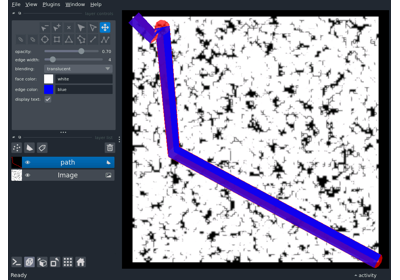 File View Plugins Window Help
opacity: 0.70
edge width: 4
blending: translucent
face color: white
edge color: blue
display text:
path
Image
Ready
activity